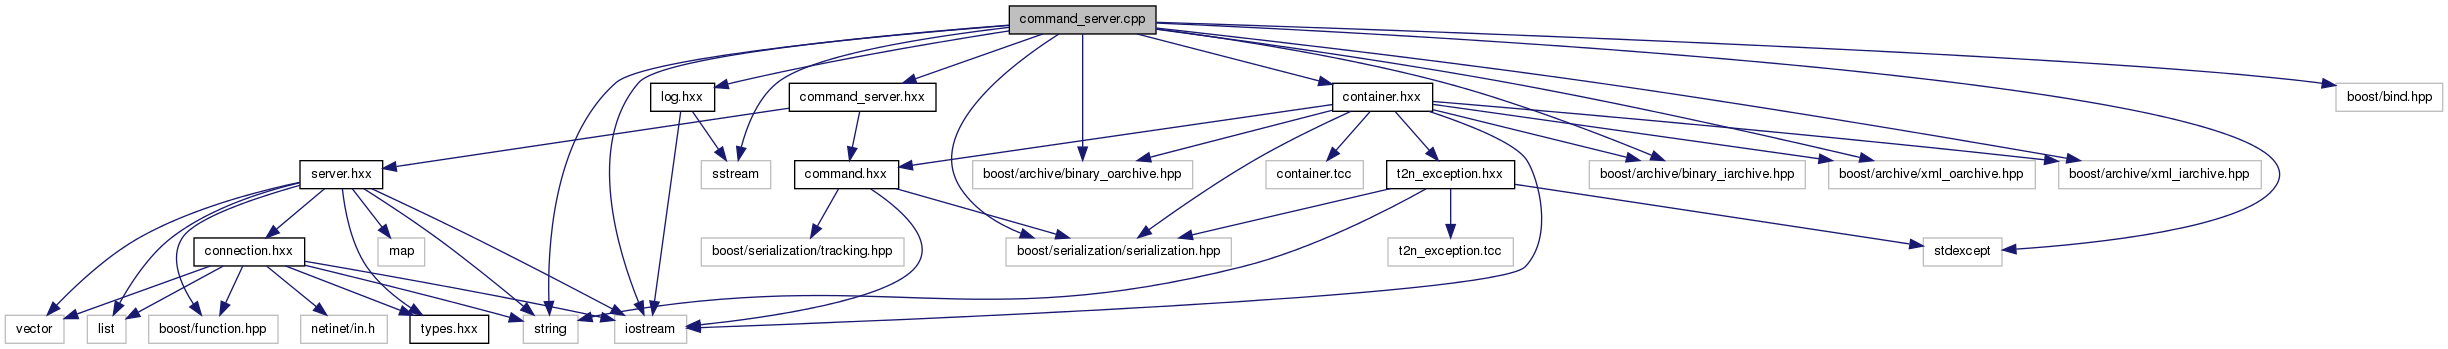 command_server.cpp
log.hxx
command_server.hxx
container.hxx
boost/bind.hpp
server.hxx
sstream
command.hxx
boost/archive/binary_oarchive.hpp
container.tcc
t2n_exception.hxx
boost/archive/binary_iarchive.hpp
boost/archive/xml_oarchive.hpp
boost/archive/xml_iarchive.hpp
connection.hxx
map
boost/serialization/tracking.hpp
boost/serialization/serialization.hpp
t2n_exception.tcc
stdexcept
vector
list
boost/function.hpp
netinet/in.h
types.hxx
string
iostream